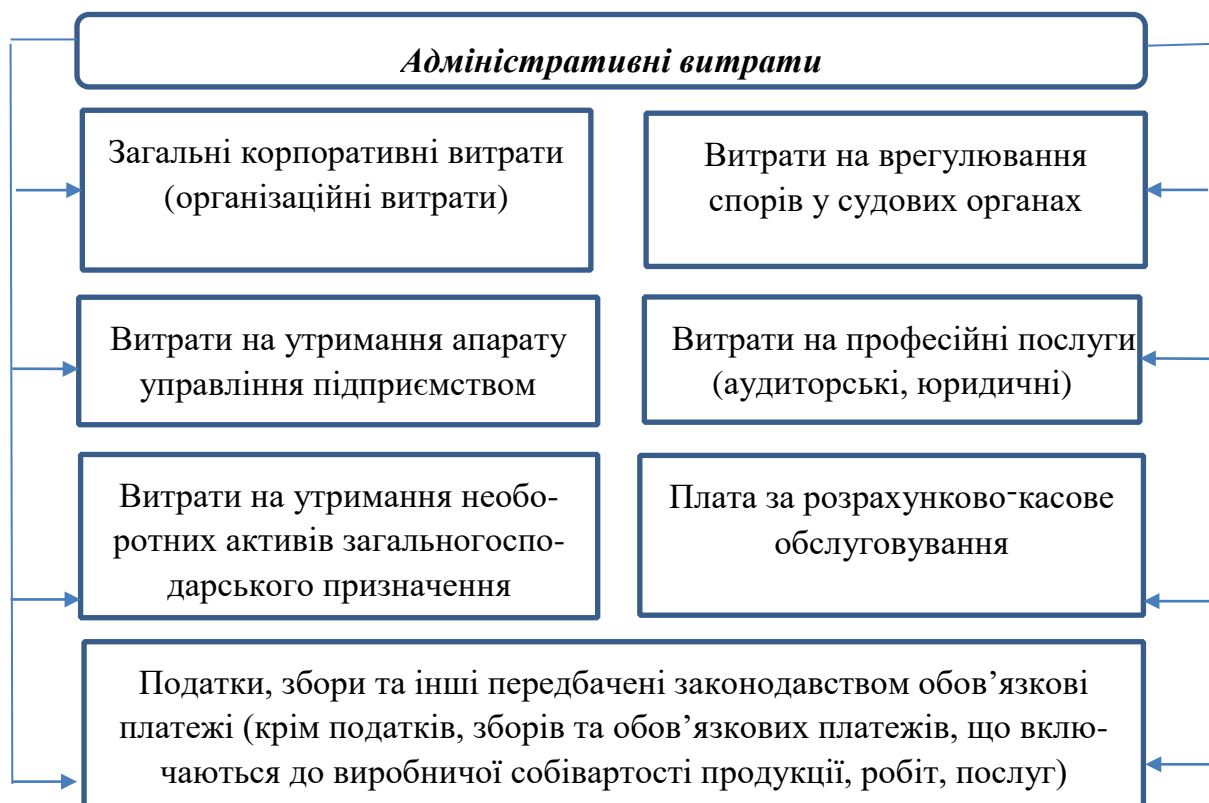 Адміністративні витрати
Загальні корпоративні витрати
(організаційні витрати)
Витрати на врегулювання
спорів у судових органах
Витрати на утримання апарату
управління підприємством
Витрати на професійні послуги
(аудиторські, юридичні)
Витрати на утримання необо-
ротних активів загальногоспо-
дарського призначення
Плата за розрахунково-касове
обслуговування
Податки, збори та інші передбачені законодавством обов’язкові
платежі (крім податків, зборів та обов’язкових платежів, що вклю-
чаються до виробничої собівартості продукції, робіт, послуг)